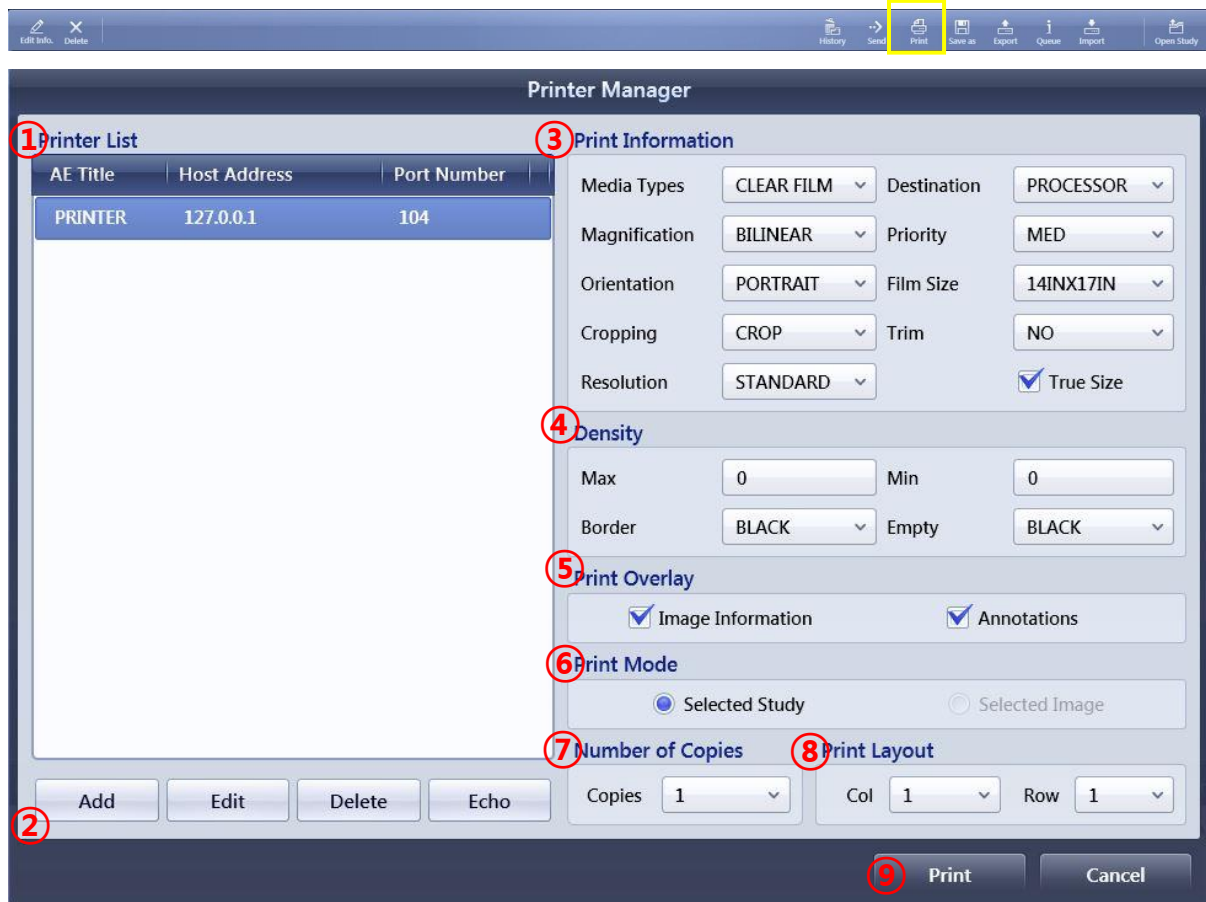 Edit Info. Delete History Send Print Save as Export Queue Import Open Study
Printer Manager
① Printer List
AE Title Host Address Port Number
PRINTER 127.0.0.1 104
Add Edit Delete Echo
②
③ Print Information
Media Types CLEAR FILM Destination PROCESSOR
Magnification BILINEAR Priority MED
Orientation PORTRAIT Film Size 14INX17IN
Cropping CROP Trim NO
Resolution STANDARD True Size
④ Density
Max 0 Min 0
Border BLACK Empty BLACK
⑤ Print Overlay
Image Information Annotations
⑥ Print Mode
Selected Study Selected Image
⑦ Number of Copies ⑧ Print Layout
Copies 1 Col 1 Row 1
⑨ Print Cancel